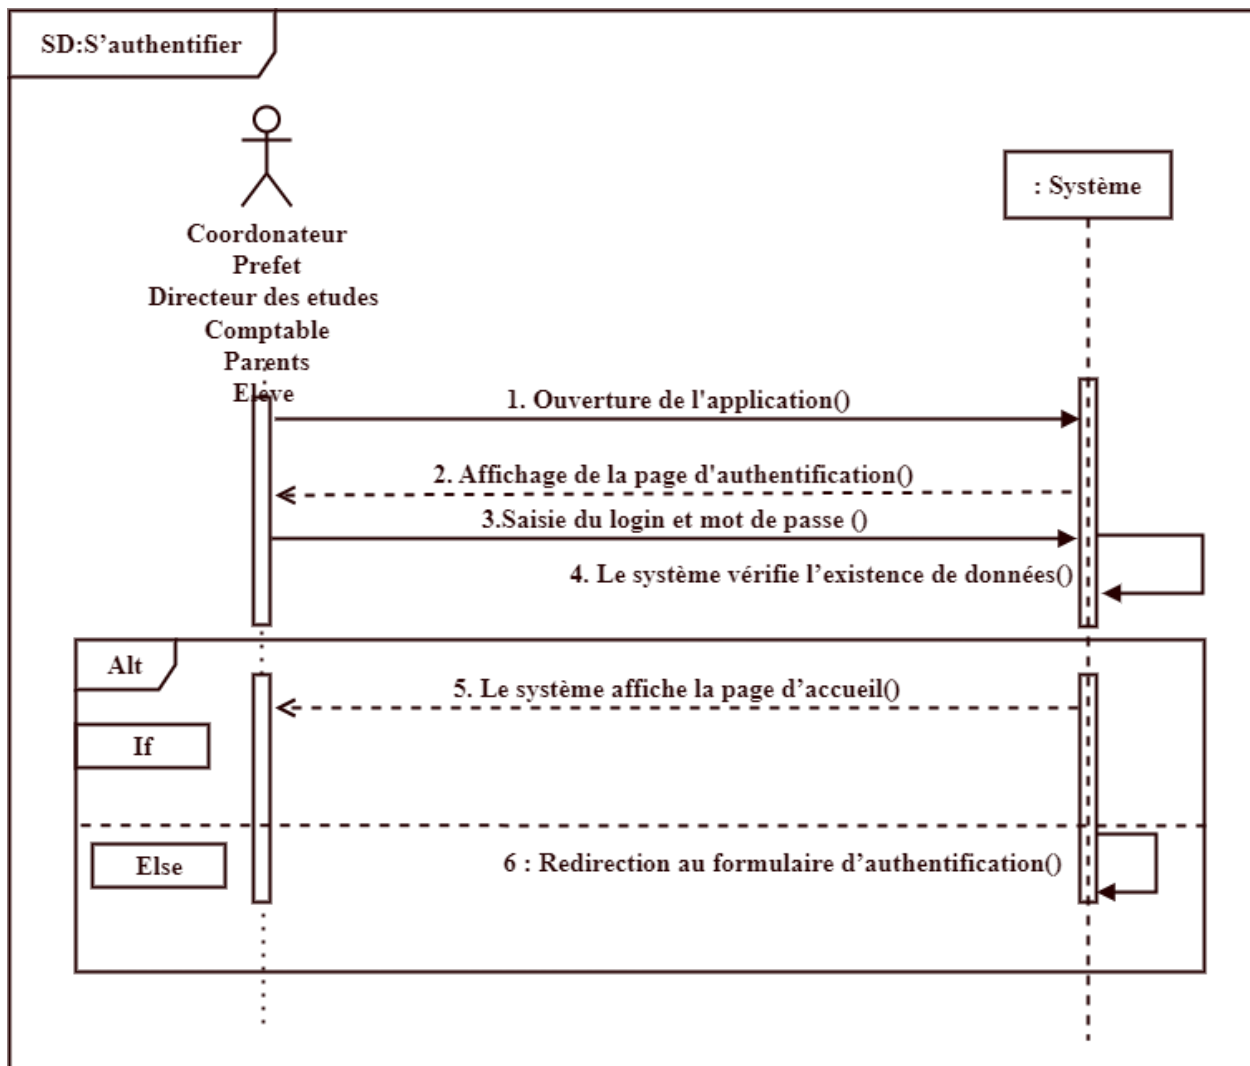 SD:S’authentifier
: Système
Coordonateur
Prefet
Directeur des etudes
Comptable
Parents
Elève
1. Ouverture de l'application()
2. Affichage de la page d'authentification()
3.Saisie du login et mot de passe ()
4. Le système vérifie l’existence de données()
Alt
5. Le système affiche la page d’accueil()
If
Else
6 : Redirection au formulaire d’authentification()